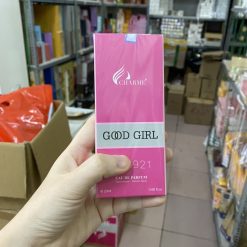 CHARME
GOOD GIRL
921
EAU DE PARFUM